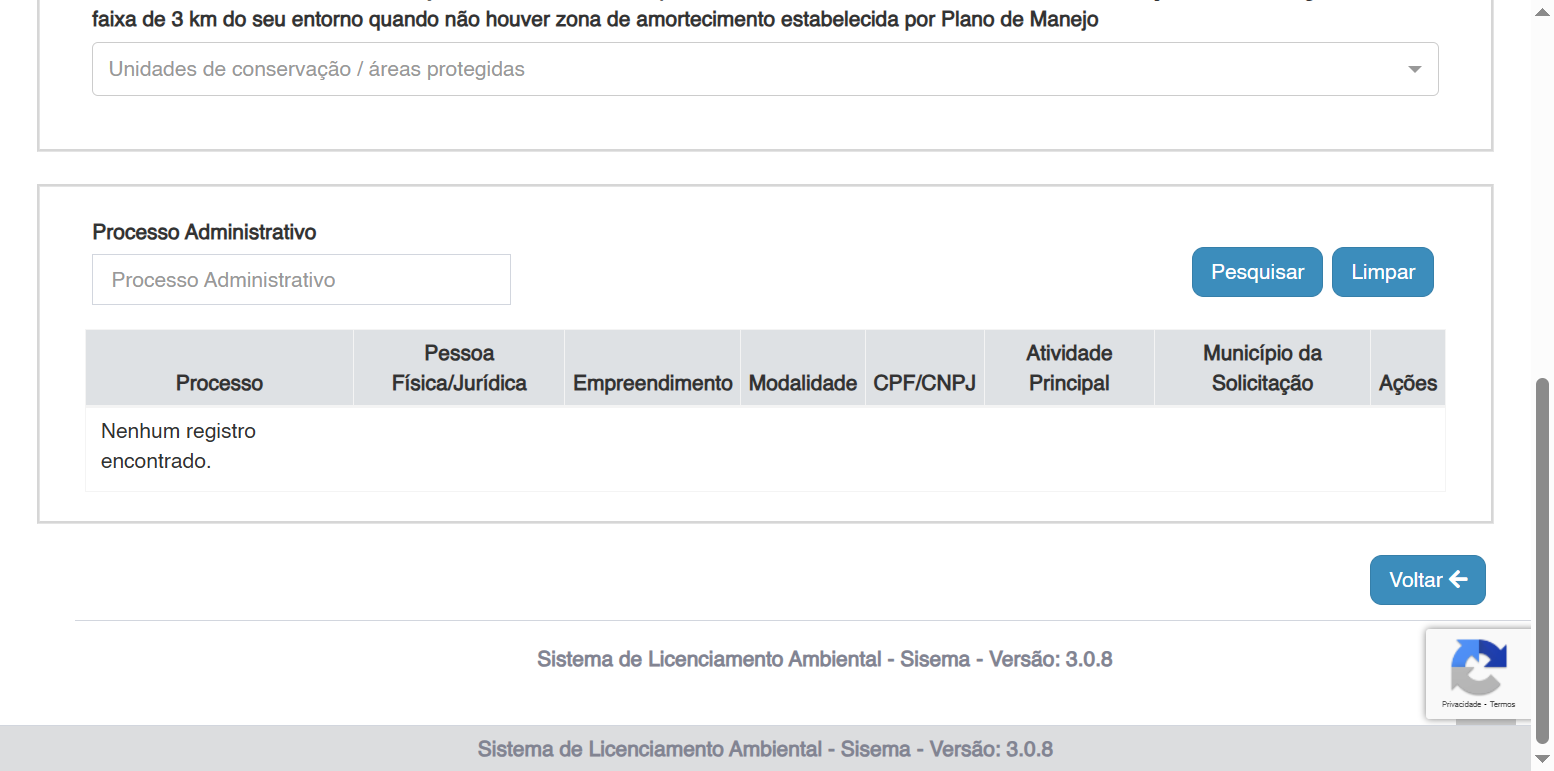 faixa de 3 km do seu entorno quando não houver zona de amortecimento estabelecida por Plano de Manejo
Unidades de conservação / áreas protegidas
Processo Administrativo
Processo Administrativo
Pesquisar
Limpar
Processo
Pessoa
Física/Jurídica
Empreendimento
Modalidade
CPF/CNPJ
Atividade
Principal
Município da
Solicitação
Ações
Nenhum registro
encontrado.
Voltar
Sistema de Licenciamento Ambiental - Sisema - Versão: 3.0.8
Privacidade - Termos
Sistema de Licenciamento Ambiental - Sisema - Versão: 3.0.8